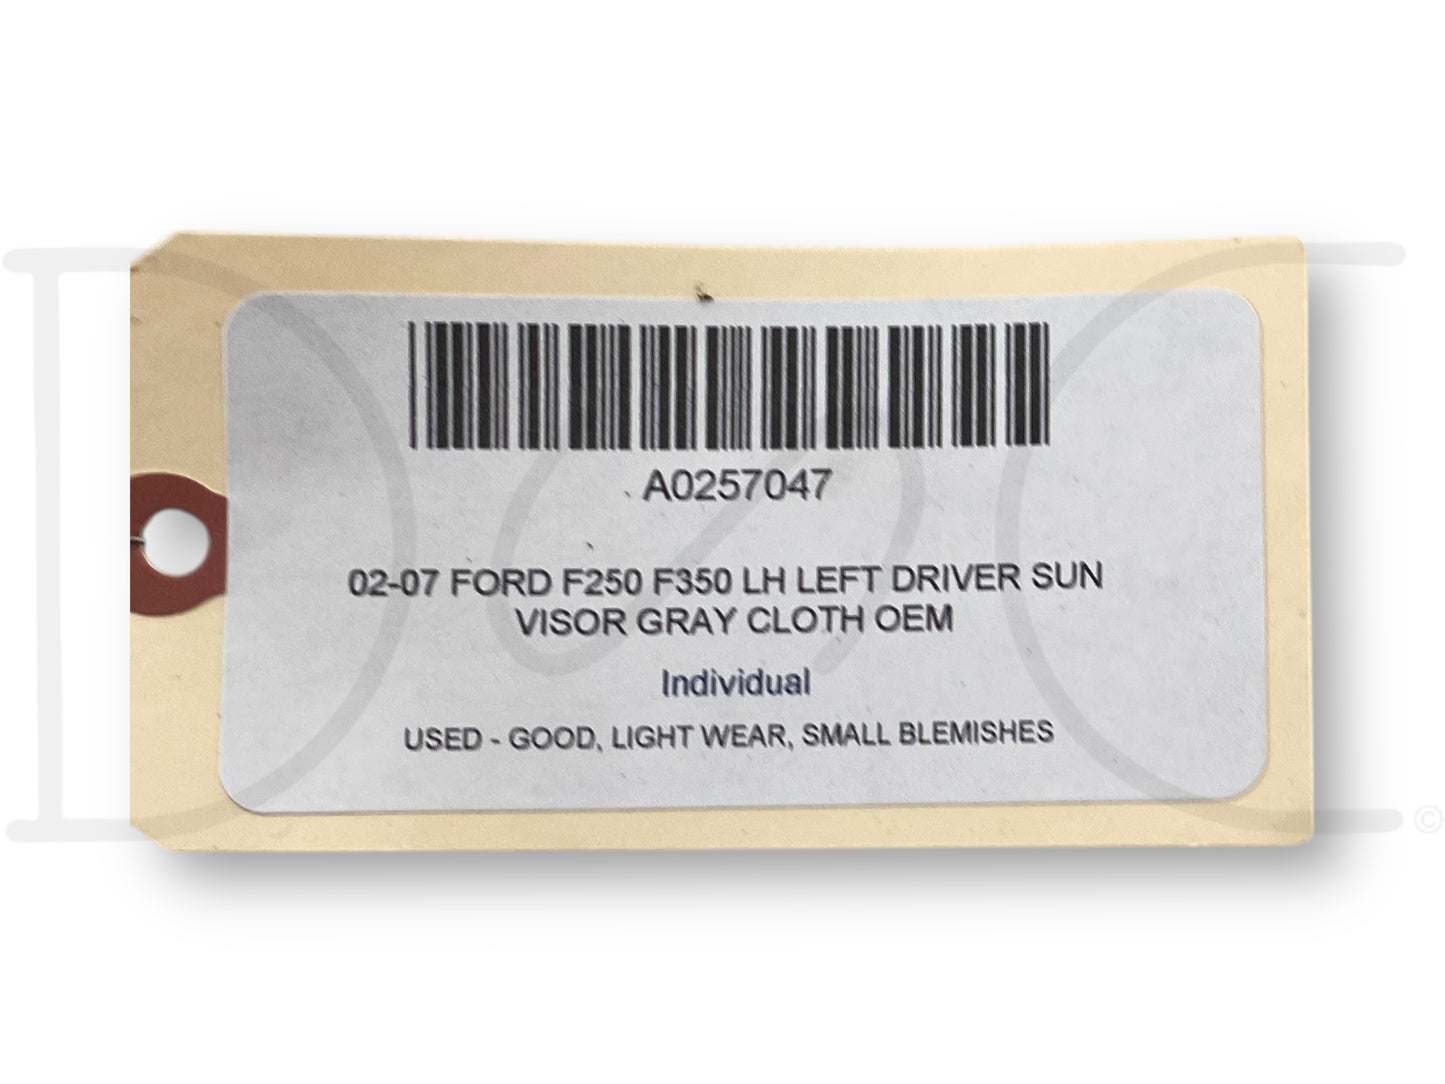 A0257047
02-07 FORD F250 F350 LH LEFT DRIVER SUN
VISOR GRAY CLOTH OEM
Individual
USED - GOOD, LIGHT WEAR, SMALL BLEMISHES
©